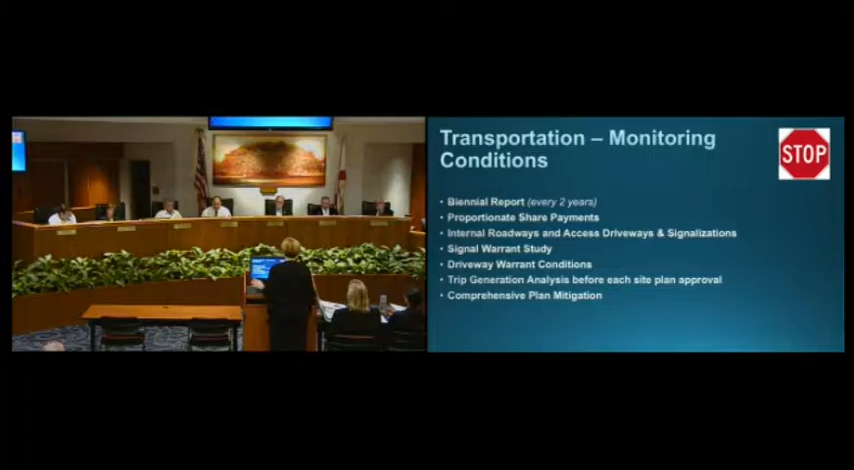 Transportation – Monitoring
Conditions
STOP
• Biennial Report (every 2 years)
• Proportionate Share Payments
• Internal Roadways and Access Driveways & Signalizations
• Signal Warrant Study
• Driveway Warrant Conditions
• Trip Generation Analysis before each site plan approval
• Comprehensive Plan Mitigation